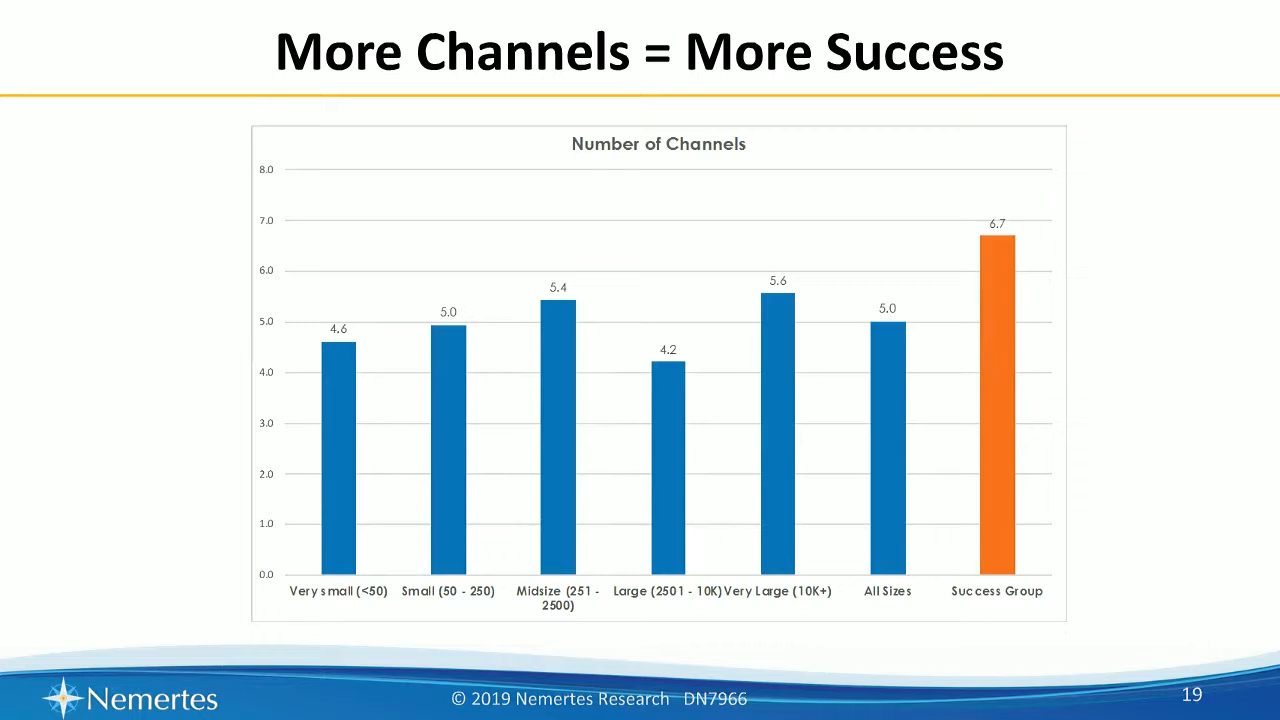 More Channels = More Success
Number of Channels
8.0
7.0
6.0
5.0
4.0
3.0
2.0
1.0
0.0
4.6
5.0
5.4
4.2
5.6
5.0
6.7
Very small (<50)
Small (50 - 250)
Midsize (251 -
2500)
Large (2501 - 10K)
Very Large (10K+)
All Sizes
Success Group
Nemertes
© 2019 Nemertes Research DN7966
19